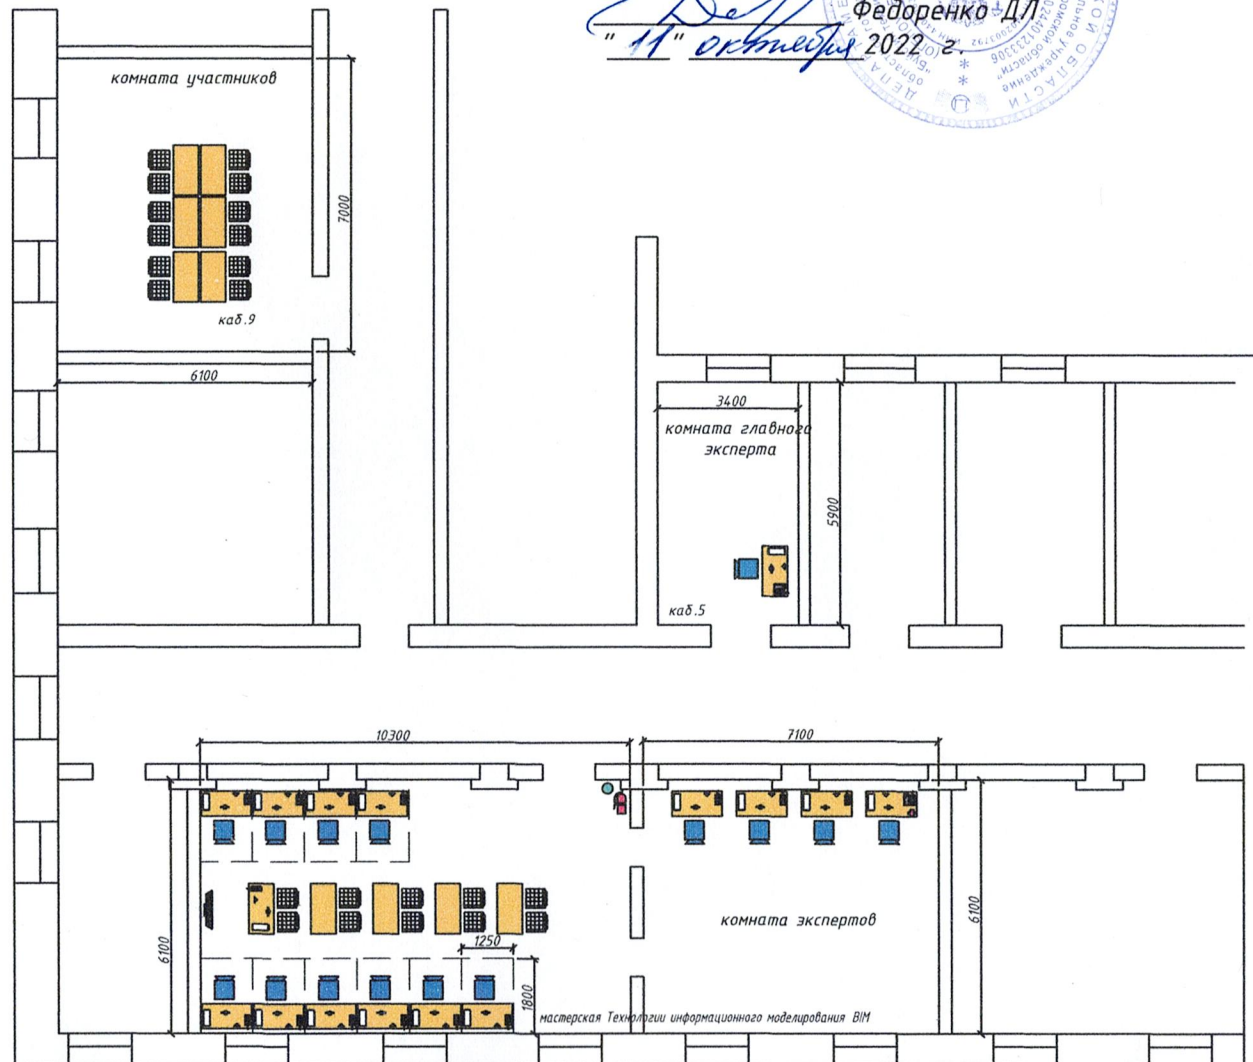 Федоренко Д.Л.
"11" октября 2022 г.
комната участников
7000
каб.9
6100
3400
комната главного
эксперта
5900
каб.5
10300
7100
6100
1250
1800
комната экспертов
6100
мастерская Технологии информационного моделирования BIM